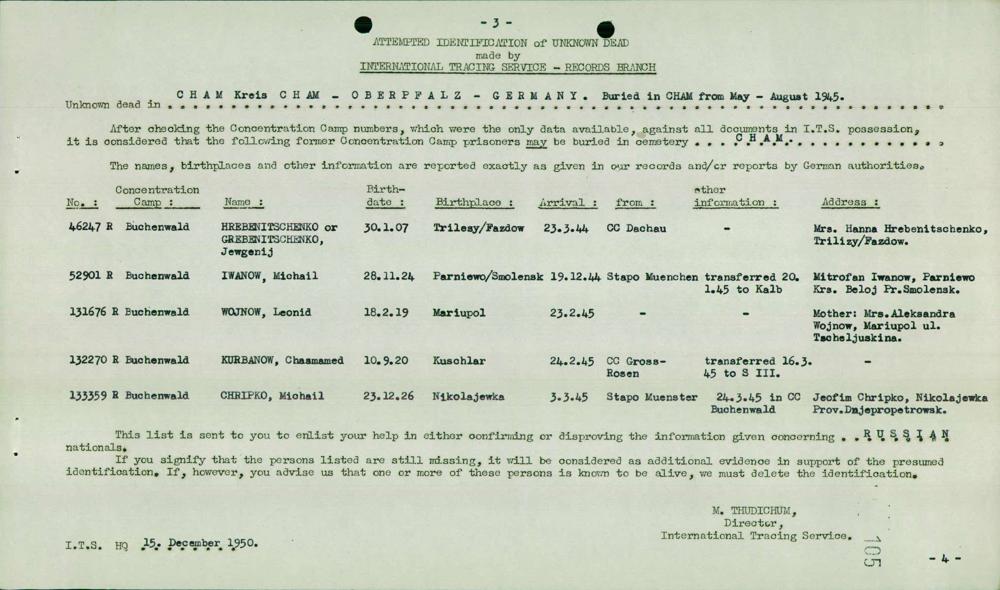 - 3 -
ATTEMPTED IDENTIFICATION of UNKNOWN DEAD
made by
INTERNATIONAL TRACING SERVICE - RECORDS BRANCH
Unknown dead in C H A M Kreis C H A M - O B E R P F A L Z - G E R M A N Y . Buried in CHAM from May - August 1945.
After checking the Concentration Camp numbers, which were the only data available, against all documents in I.T.S. possession,
it is considered that the following former Concentration Camp prisoners may be buried in cemetery . . . C H A M. . . . . . . . . . . . .
The names, birthplaces and other information are reported exactly as given in our records and/or reports by German authorities.
No. : Concentration Camp : Name : Birth-date : Birthplace : Arrival : from : other information : Address :
46247 R Buchenwald HREBENITSCHENKO or 30.1.07 Trilesy/Fazdow 23.3.44 CC Dachau - Mrs. Hanna Hrebenitschenko,
GREBENITSCHENKO, Trilizy/Fazdow.
Jewgenij
52901 R Buchenwald IWANOW, Michail 28.11.24 Parniewo/Smolensk 19.12.44 Stapo Muenchen transferred 20. Mitrofan Iwanow, Parniewo
1.45 to Kalb Krs. Beloj Pr.Smolensk.
131676 R Buchenwald WOJNOW, Leonid 18.2.19 Mariupol 23.2.45 - - Mother: Mrs.Aleksandra
Wojnow, Mariupol ul.
Tscheljuskina.
132270 R Buchenwald KURBANOW, Chasmamed 10.9.20 Kuschlar 24.2.45 CC Gross- transferred 16.3. -
Rosen 45 to S III.
133359 R Buchenwald CHRIPKO, Michail 23.12.26 Nikolajewka 3.3.45 Stapo Muenster 24.3.45 in CC Jeofim Chripko, Nikolajewka
Buchenwald Prov.Dnjepropetrowsk.
This list is sent to you to enlist your help in either confirming or disproving the information given concerning . . R U S S I A N
nationals.
If you signify that the persons listed are still missing, it will be considered as additional evidence in support of the presumed
identification. If, however, you advise us that one or more of these persons is known to be alive, we must delete the identification.
M. THUDICHUM,
Director,
International Tracing Service.
I.T.S. HQ 15. December 1950.
105
- 4 -